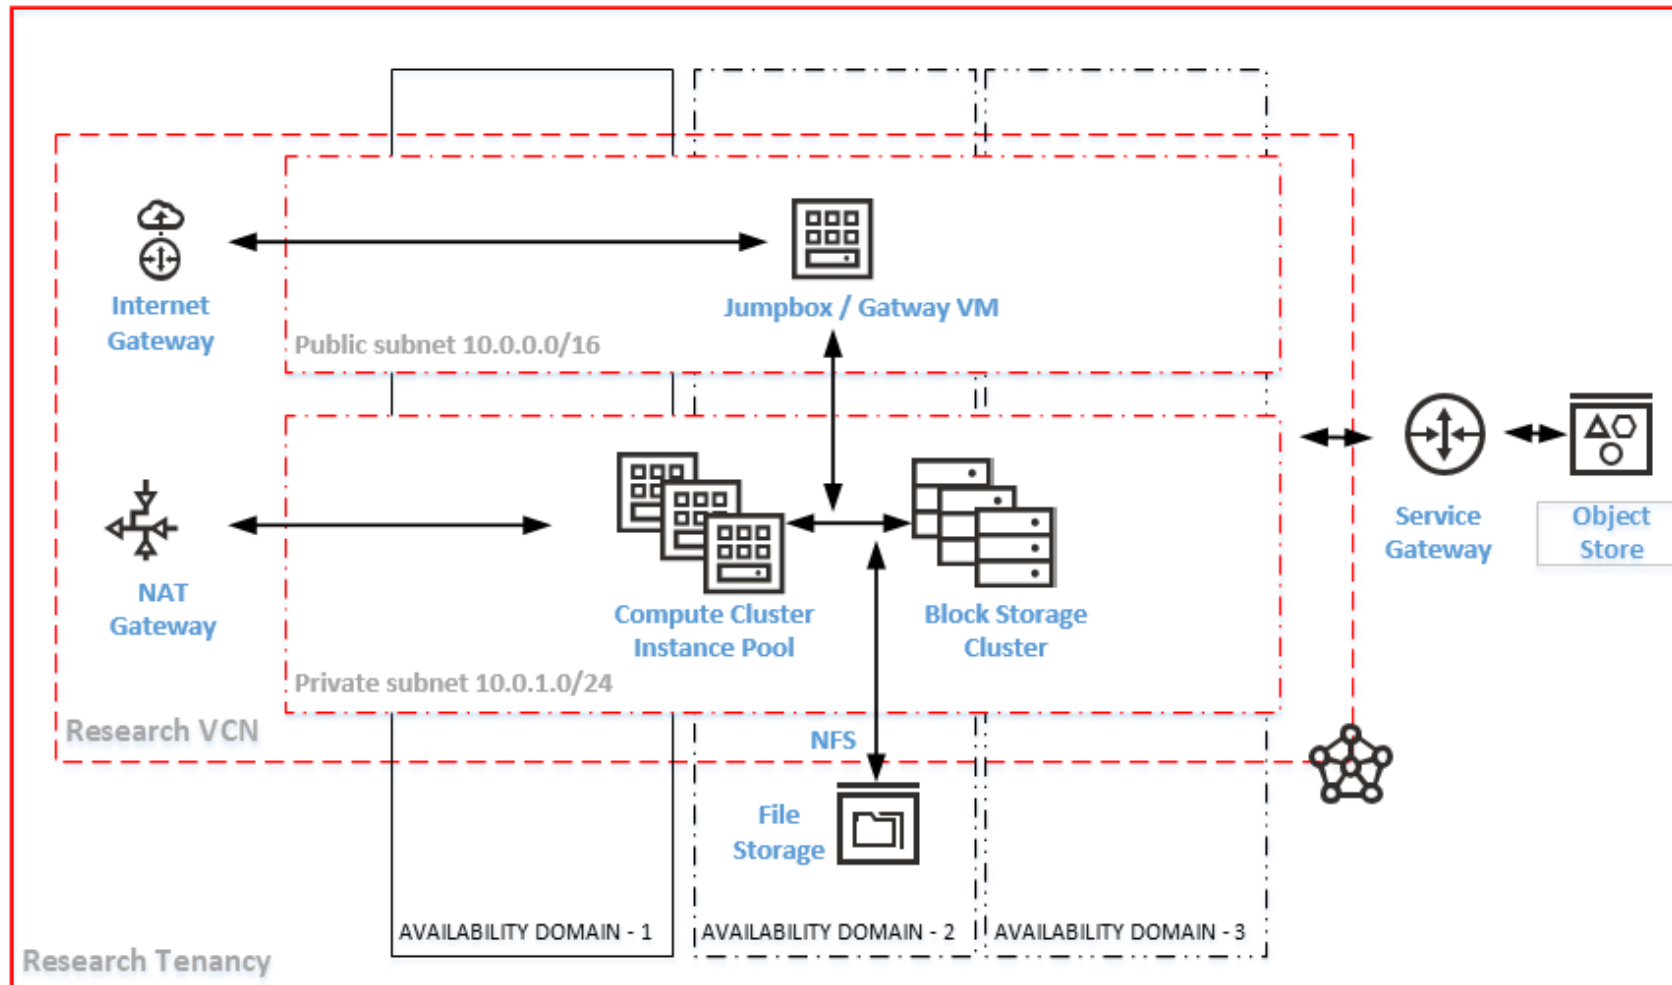 Internet
Gateway
Jumpbox / Gatway VM
Public subnet 10.0.0.0/16
NAT
Gateway
Compute Cluster
Instance Pool
Block Storage
Cluster
Service
Gateway
Object
Store
Private subnet 10.0.1.0/24
Research VCN
NFS
File
Storage
AVAILABILITY DOMAIN - 1
AVAILABILITY DOMAIN - 2
AVAILABILITY DOMAIN - 3
Research Tenancy